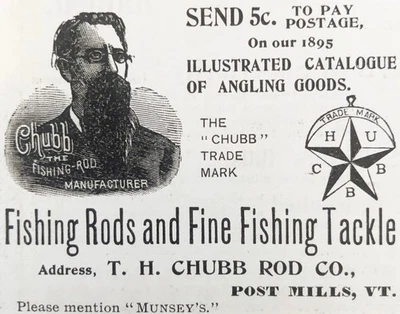 SEND 5c. TO PAY POSTAGE,
On our 1895
ILLUSTRATED CATALOGUE
OF ANGLING GOODS.
Chubb
THE
FISHING-ROD
MANUFACTURER
THE
"CHUBB"
TRADE
MARK
TRADE MARK
C H U B B
Fishing Rods and Fine Fishing Tackle
Address, T. H. CHUBB ROD CO.,
POST MILLS, VT.
Please mention "MUNSEY'S."